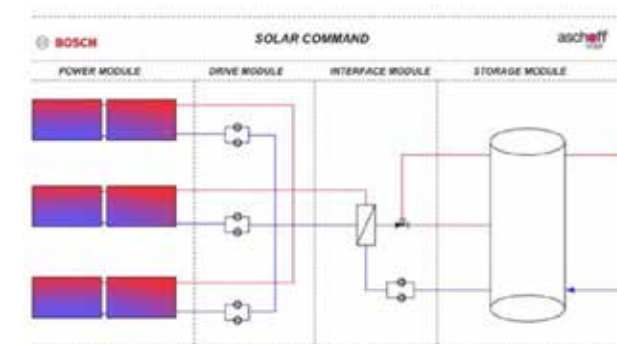 BOSCH
SOLAR COMMAND
aschoff
POWER MODULE
DRIVE MODULE
INTERFACE MODULE
STORAGE MODULE